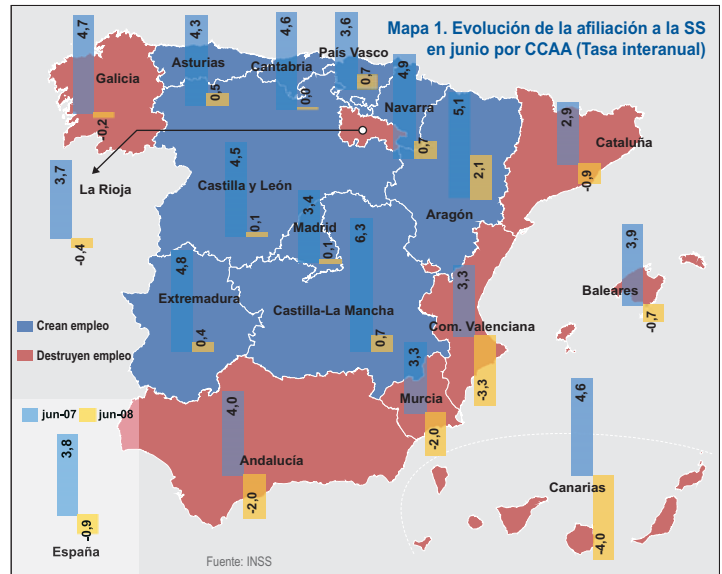 Mapa 1. Evolución de la afiliación a la SS
en junio por CCAA (Tasa interanual)
4,7
-0,2
Galicia
4,3
0,5
Asturias
4,6
0,0
Cantabria
3,6
0,7
País Vasco
4,9
0,7
Navarra
5,1
2,1
Aragón
2,9
-0,9
Cataluña
3,7
-0,4
La Rioja
4,5
0,1
Castilla y León
3,4
0,1
Madrid
6,3
0,7
Castilla-La Mancha
4,8
0,4
Extremadura
3,3
-3,3
Com. Valenciana
3,9
-0,7
Baleares
3,3
-2,0
Murcia
4,0
-2,0
Andalucía
4,6
-4,0
Canarias
Crean empleo
Destruyen empleo
jun-07
jun-08
3,8
-0,9
España
Fuente: INSS